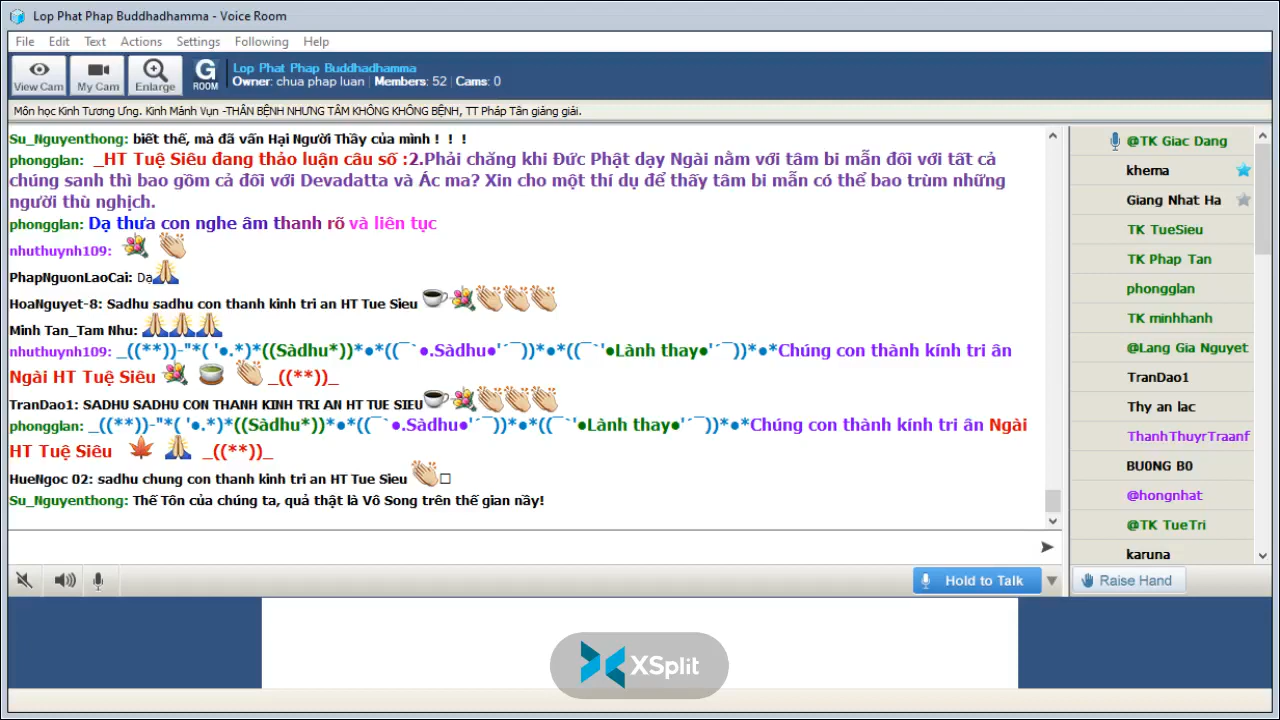 Lop Phat Phap Buddhadhamma - Voice Room
File Edit Text Actions Settings Following Help
View Cam My Cam Enlarge G ROOM
Lop Phat Phap Buddhadhamma
Owner: chua phap luan | Members: 52 | Cams: 0
Môn học Kinh Tương Ưng. Kinh Mảnh Vụn -THÂN BỆNH NHƯNG TÂM KHÔNG KHÔNG BỆNH, TT Pháp Tân giảng giải.
Su_Nguyenthong: biết thế, mà đã vấn Hại Người Thầy của mình ! ! !
phongglan: _HT Tuệ Siêu đang thảo luận câu số :2.Phải chăng khi Đức Phật dạy Ngài nằm với tâm bi mẫn đối với tất cả
chúng sanh thì bao gồm cả đối với Devadatta và Ác ma? Xin cho một thí dụ để thấy tâm bi mẫn có thể bao trùm những
người thù nghịch.
phongglan: Dạ thưa con nghe âm thanh rõ và liên tục
nhuthuynh109:
PhapNguonLaoCai: Dạ
HoaNguyet-8: Sadhu sadhu con thanh kinh tri an HT Tue Sieu
Minh Tan_Tam Nhu:
nhuthuynh109: _((**))-"*( '●.*)*((Sàdhu*))*●*((¯`●.Sàdhu●'´¯))*●*((¯`'●Lành thay●'´¯))*●*Chúng con thành kính tri ân
Ngài HT Tuệ Siêu _((**))_
TranDao1: SADHU SADHU CON THANH KINH TRI AN HT TUE SIEU
phongglan: _((**))-"*( '●.*)*((Sàdhu*))*●*((¯`●.Sàdhu●'´¯))*●*((¯`'●Lành thay●'´¯))*●*Chúng con thành kính tri ân Ngài
HT Tuệ Siêu _((**))_
HueNgoc 02: sadhu chung con thanh kinh tri an HT Tue Sieu
Su_Nguyenthong: Thế Tôn của chúng ta, quả thật là Vô Song trên thế gian nầy!
Hold to Talk
@TK Giac Dang
khema
Giang Nhat Ha
TK TueSieu
TK Phap Tan
phongglan
TK minhhanh
@Lang Gia Nguyet
TranDao1
Thy an lac
ThanhThuyrTraanf
BU0NG B0
@hongnhat
@TK TueTri
karuna
Raise Hand
XSplit